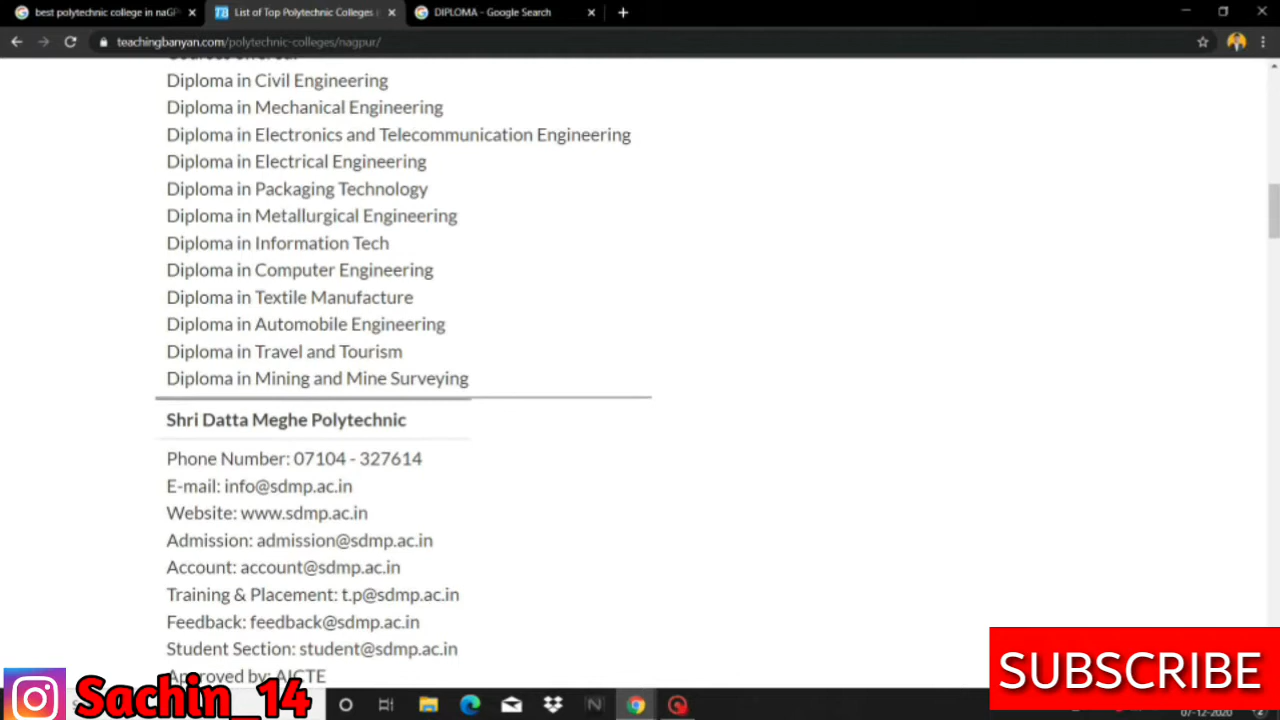 best polytechnic college in naGP
List of Top Polytechnic Colleges i
DIPLOMA - Google Search
teachingbanyan.com/polytechnic-colleges/nagpur/
Diploma in Civil Engineering
Diploma in Mechanical Engineering
Diploma in Electronics and Telecommunication Engineering
Diploma in Electrical Engineering
Diploma in Packaging Technology
Diploma in Metallurgical Engineering
Diploma in Information Tech
Diploma in Computer Engineering
Diploma in Textile Manufacture
Diploma in Automobile Engineering
Diploma in Travel and Tourism
Diploma in Mining and Mine Surveying
Shri Datta Meghe Polytechnic
Phone Number: 07104 - 327614
E-mail: info@sdmp.ac.in
Website: www.sdmp.ac.in
Admission: admission@sdmp.ac.in
Account: account@sdmp.ac.in
Training & Placement: t.p@sdmp.ac.in
Feedback: feedback@sdmp.ac.in
Student Section: student@sdmp.ac.in
Approved by: AICTE
Sachin_14
SUBSCRIBE
07-12-2020